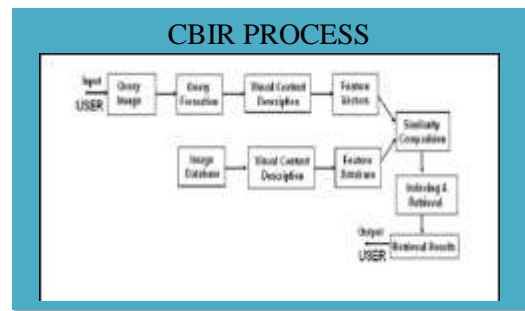 CBIR PROCESS
Input
USER
Query
Image
Query
Formation
Visual Content
Description
Feature
Vectors
Similarity
Comparision
Image
Database
Visual Content
Description
Feature
Database
Indexing &
Retrieval
Output
USER
Retrieval Results